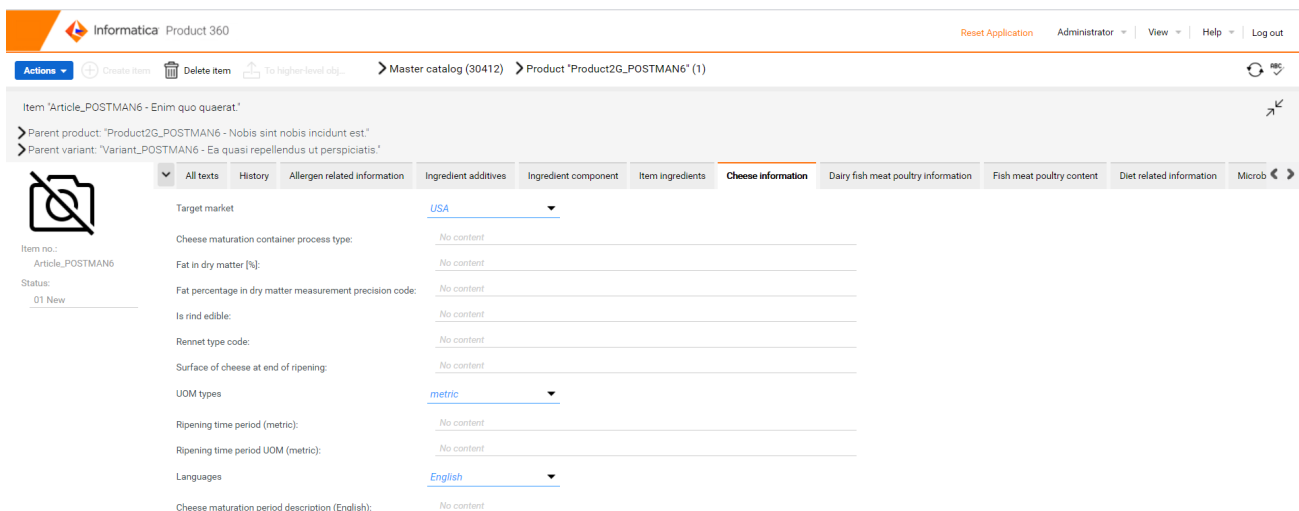 Informatica Product 360
Reset Application Administrator View Help Log out
Actions Create item Delete item To higher-level obj... Master catalog (30412) Product "Product2G_POSTMAN6" (1) ABC
Item "Article_POSTMAN6 - Enim quo quaerat."
Parent product: "Product2G_POSTMAN6 - Nobis sint nobis incidunt est."
Parent variant: "Variant_POSTMAN6 - Ea quasi repellendus ut perspiciatis."
All texts History Allergen related information Ingredient additives Ingredient component Item ingredients Cheese information Dairy fish meat poultry information Fish meat poultry content Diet related information Microb
Item no.:
Article_POSTMAN6
Status:
01 New
Target market USA
Cheese maturation container process type: No content
Fat in dry matter [%]: No content
Fat percentage in dry matter measurement precision code: No content
Is rind edible: No content
Rennet type code: No content
Surface of cheese at end of ripening: No content
UOM types metric
Ripening time period (metric): No content
Ripening time period UOM (metric): No content
Languages English
Cheese maturation period description (English): No content